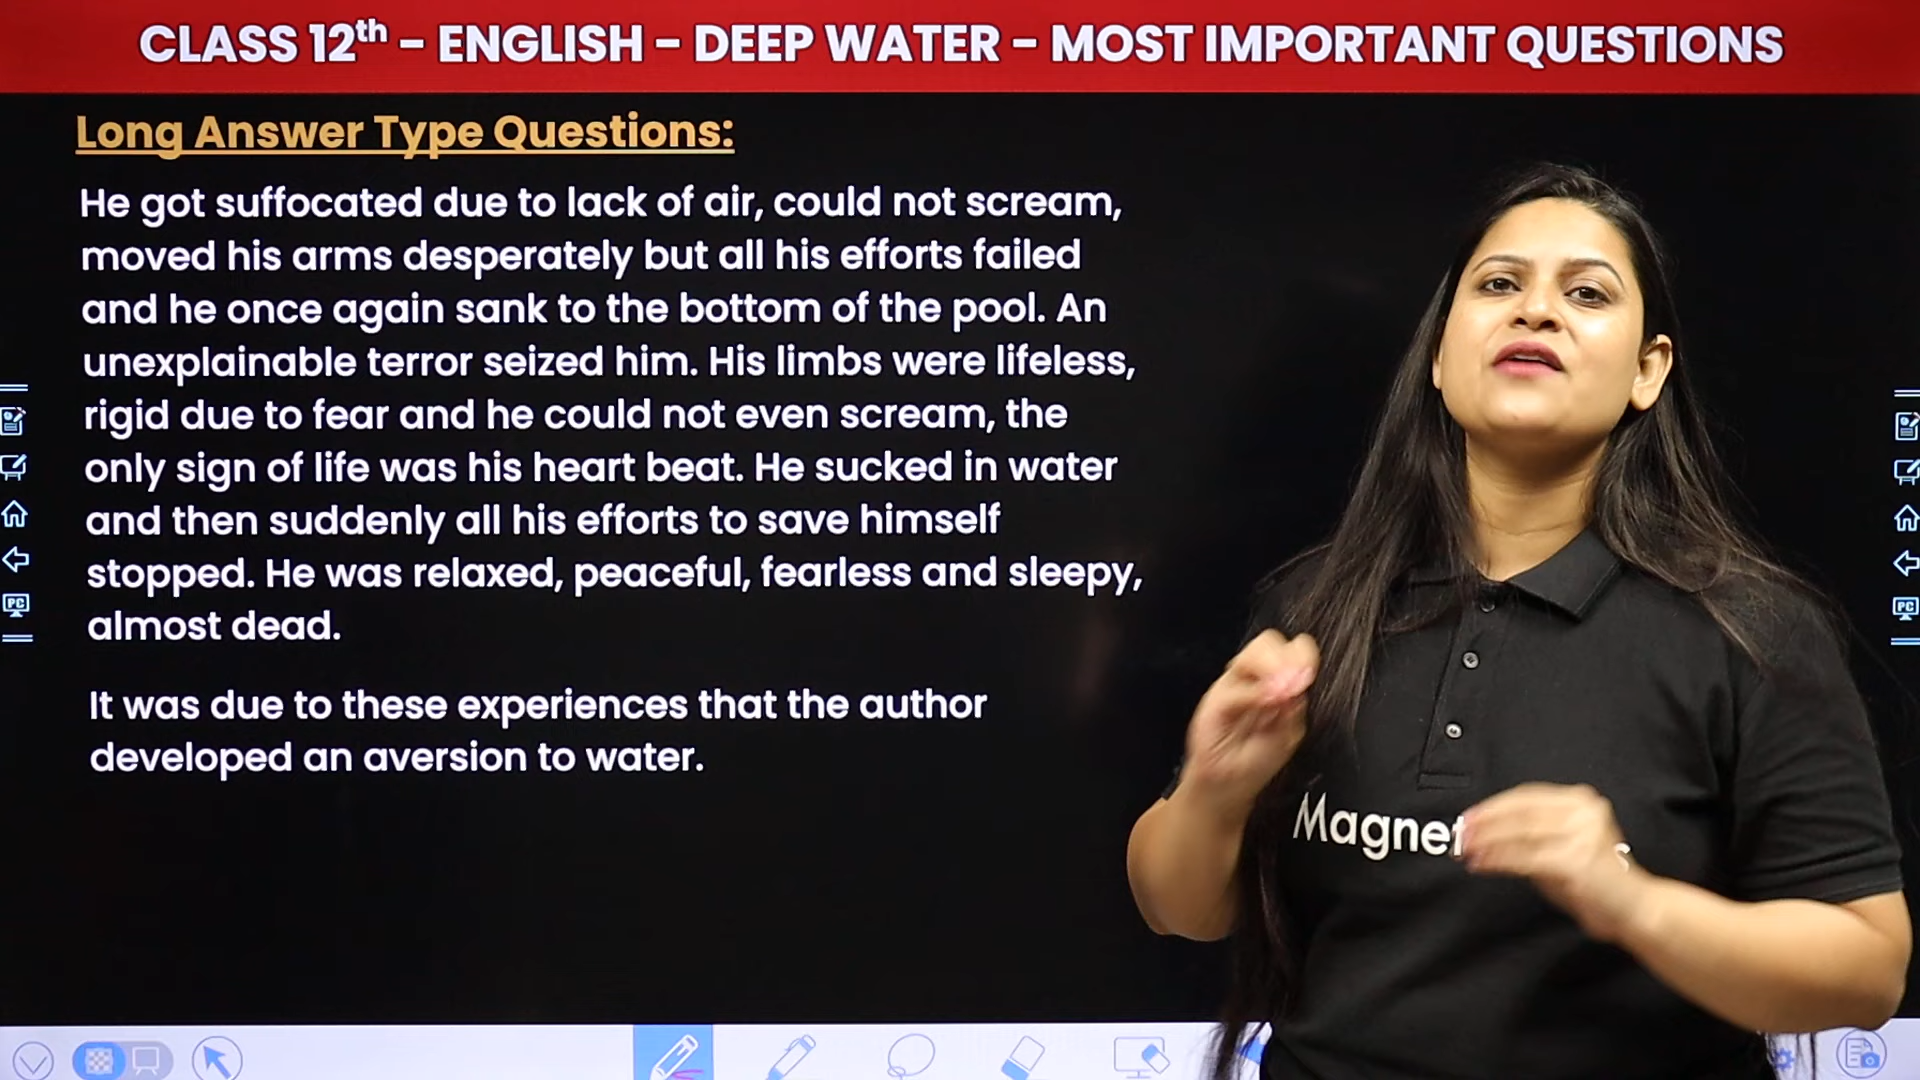 CLASS 12th – ENGLISH – DEEP WATER – MOST IMPORTANT QUESTIONS
Long Answer Type Questions:
He got suffocated due to lack of air, could not scream,
moved his arms desperately but all his efforts failed
and he once again sank to the bottom of the pool. An
unexplainable terror seized him. His limbs were lifeless,
rigid due to fear and he could not even scream, the
only sign of life was his heart beat. He sucked in water
and then suddenly all his efforts to save himself
stopped. He was relaxed, peaceful, fearless and sleepy,
almost dead.
It was due to these experiences that the author
developed an aversion to water.
PC
PC
Magnet